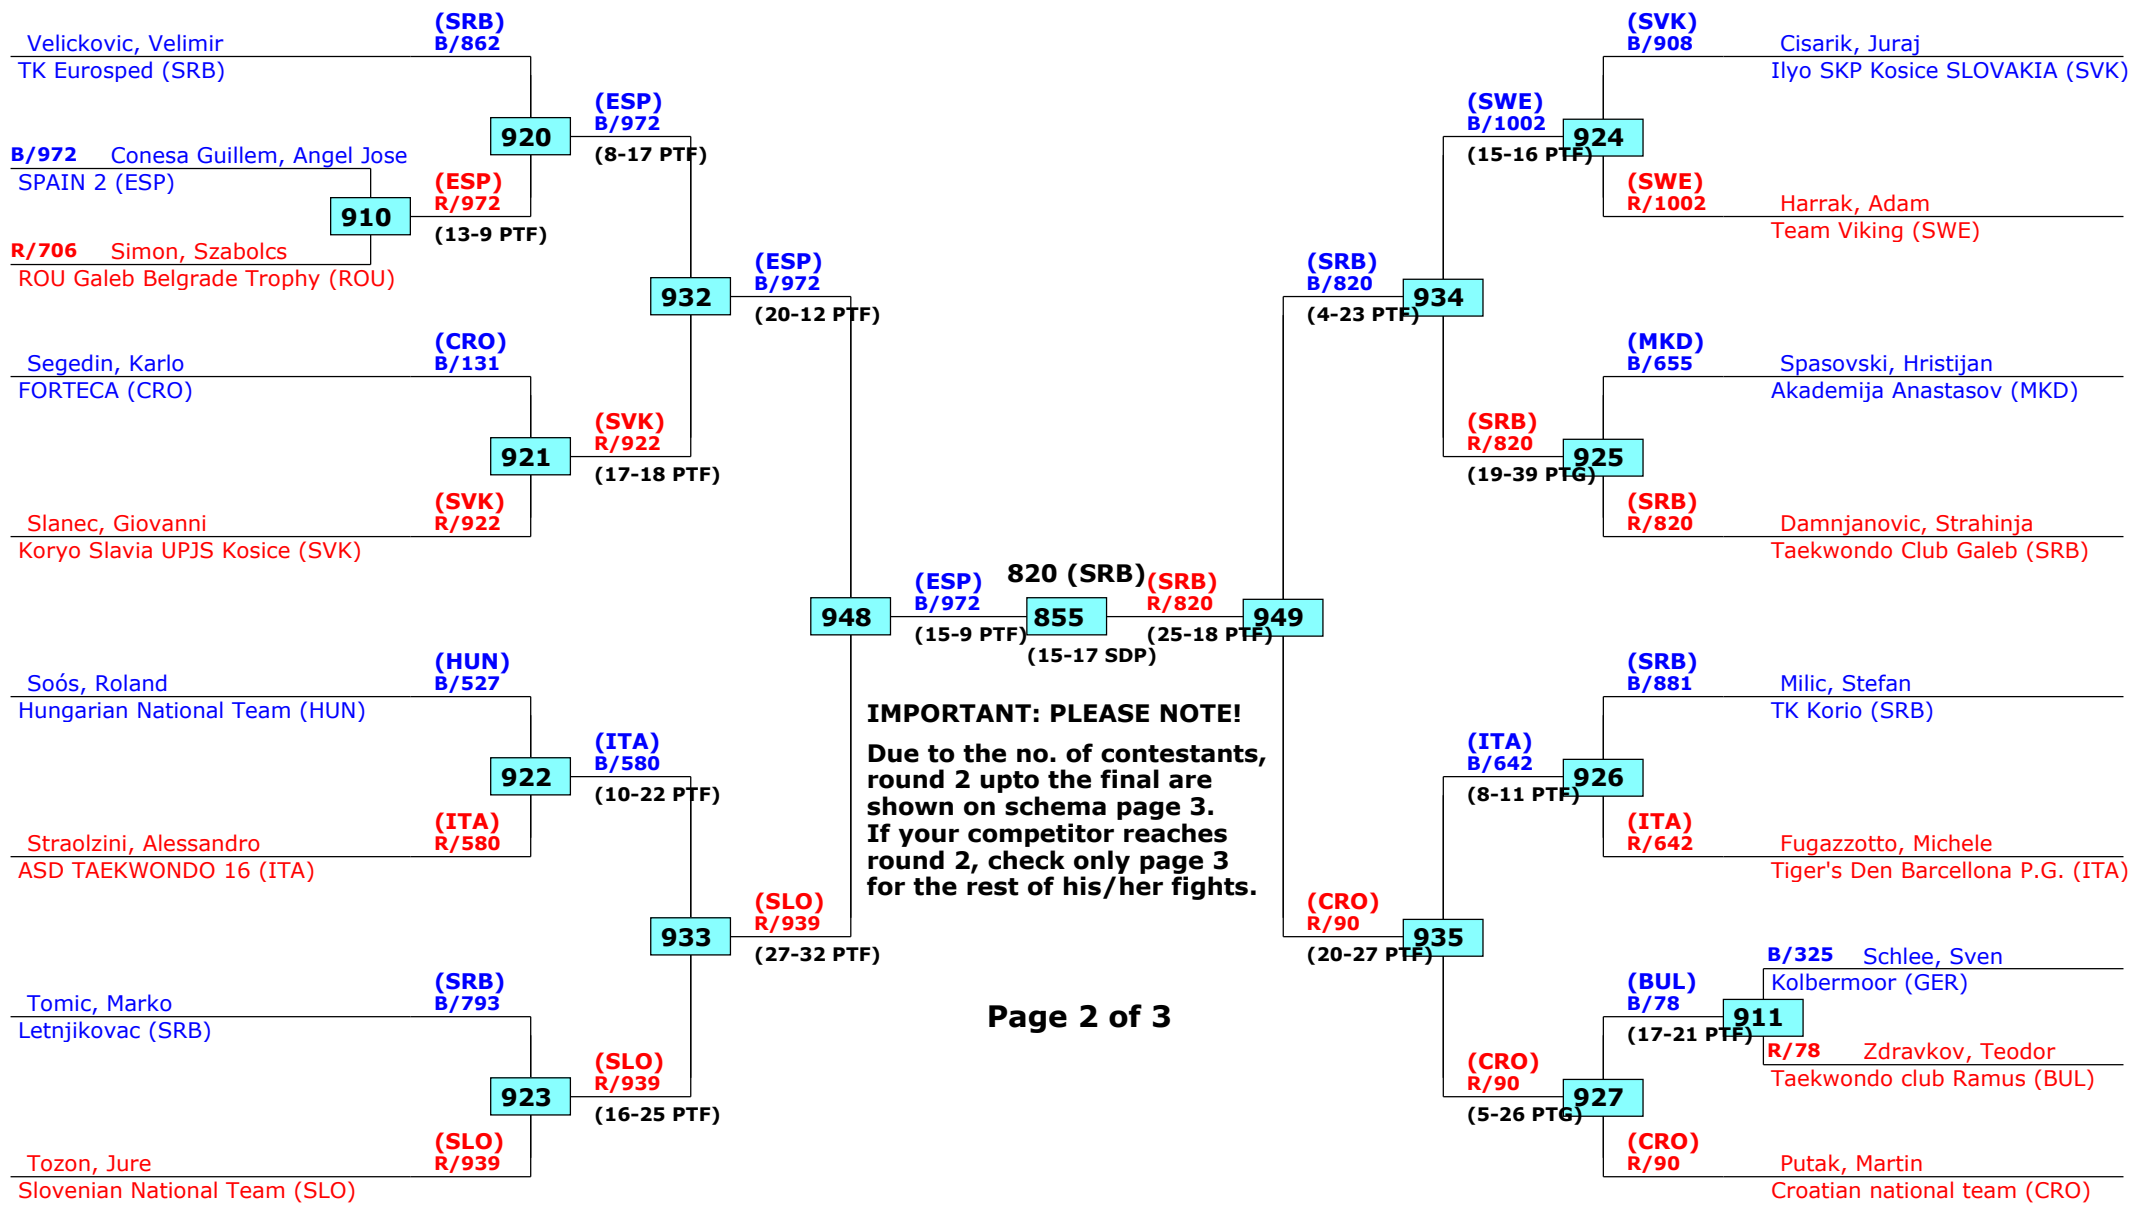 (SRB)
B/862
Velickovic, Velimir
TK Eurosped (SRB)
920
(ESP)
B/972
(8-17 PTF)
B/972 Conesa Guillem, Angel Jose
SPAIN 2 (ESP)
910
(ESP)
R/972
(13-9 PTF)
R/706 Simon, Szabolcs
ROU Galeb Belgrade Trophy (ROU)
932
(ESP)
B/972
(20-12 PTF)
(CRO)
B/131
Segedin, Karlo
FORTECA (CRO)
921
(SVK)
R/922
(17-18 PTF)
(SVK)
R/922
Slanec, Giovanni
Koryo Slavia UPJS Kosice (SVK)
948
(ESP)
B/972
(15-9 PTF)
820 (SRB)
855
(15-17 SDP)
(SRB)
R/820
(25-18 PTF)
949
(HUN)
B/527
Soós, Roland
Hungarian National Team (HUN)
922
(ITA)
B/580
(10-22 PTF)
(ITA)
R/580
Straolzini, Alessandro
ASD TAEKWONDO 16 (ITA)
933
(SLO)
R/939
(27-32 PTF)
(SRB)
B/793
Tomic, Marko
Letnjikovac (SRB)
923
(SLO)
R/939
(16-25 PTF)
(SLO)
R/939
Tozon, Jure
Slovenian National Team (SLO)
IMPORTANT: PLEASE NOTE!
Due to the no. of contestants,
round 2 upto the final are
shown on schema page 3.
If your competitor reaches
round 2, check only page 3
for the rest of his/her fights.
Page 2 of 3
(SVK)
B/908
Cisarik, Juraj
Ilyo SKP Kosice SLOVAKIA (SVK)
(SWE)
B/1002
(15-16 PTF)
924
(SWE)
R/1002
Harrak, Adam
Team Viking (SWE)
(SRB)
B/820
(4-23 PTF)
934
(MKD)
B/655
Spasovski, Hristijan
Akademija Anastasov (MKD)
(SRB)
R/820
(19-39 PTG)
925
(SRB)
R/820
Damnjanovic, Strahinja
Taekwondo Club Galeb (SRB)
(SRB)
B/881
Milic, Stefan
TK Korio (SRB)
(ITA)
B/642
(8-11 PTF)
926
(ITA)
R/642
Fugazzotto, Michele
Tiger's Den Barcellona P.G. (ITA)
(CRO)
R/90
(20-27 PTF)
935
B/325 Schlee, Sven
Kolbermoor (GER)
(BUL)
B/78
(17-21 PTF)
911
R/78 Zdravkov, Teodor
Taekwondo club Ramus (BUL)
(CRO)
R/90
(5-26 PTG)
927
(CRO)
R/90
Putak, Martin
Croatian national team (CRO)